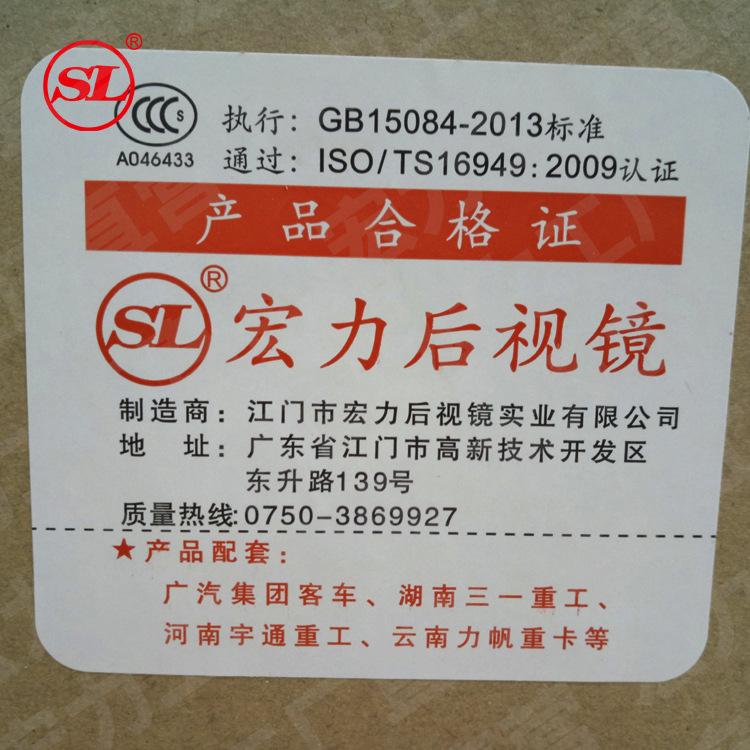 SL®
CCC S
A046433
执行：GB15084-2013标准
通过：ISO/TS16949：2009认证
产品合格证
SL® 宏力后视镜
制造商：江门市宏力后视镜实业有限公司
地 址：广东省江门市高新技术开发区
东升路139号
质量热线:0750-3869927
★产品配套：
广汽集团客车、湖南三一重工、
河南宇通重工、云南力帆重卡等